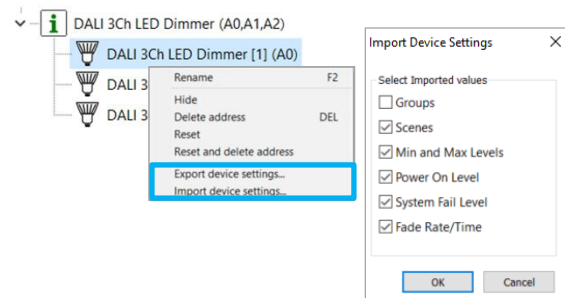 DALI 3Ch LED Dimmer (A0,A1,A2)
DALI 3Ch LED Dimmer [1] (A0)
DALI 3
DALI 3
Rename F2
Hide
Delete address DEL
Reset
Reset and delete address
Export device settings...
Import device settings...
Import Device Settings
Select Imported values
Groups
Scenes
Min and Max Levels
Power On Level
System Fail Level
Fade Rate/Time
OK Cancel